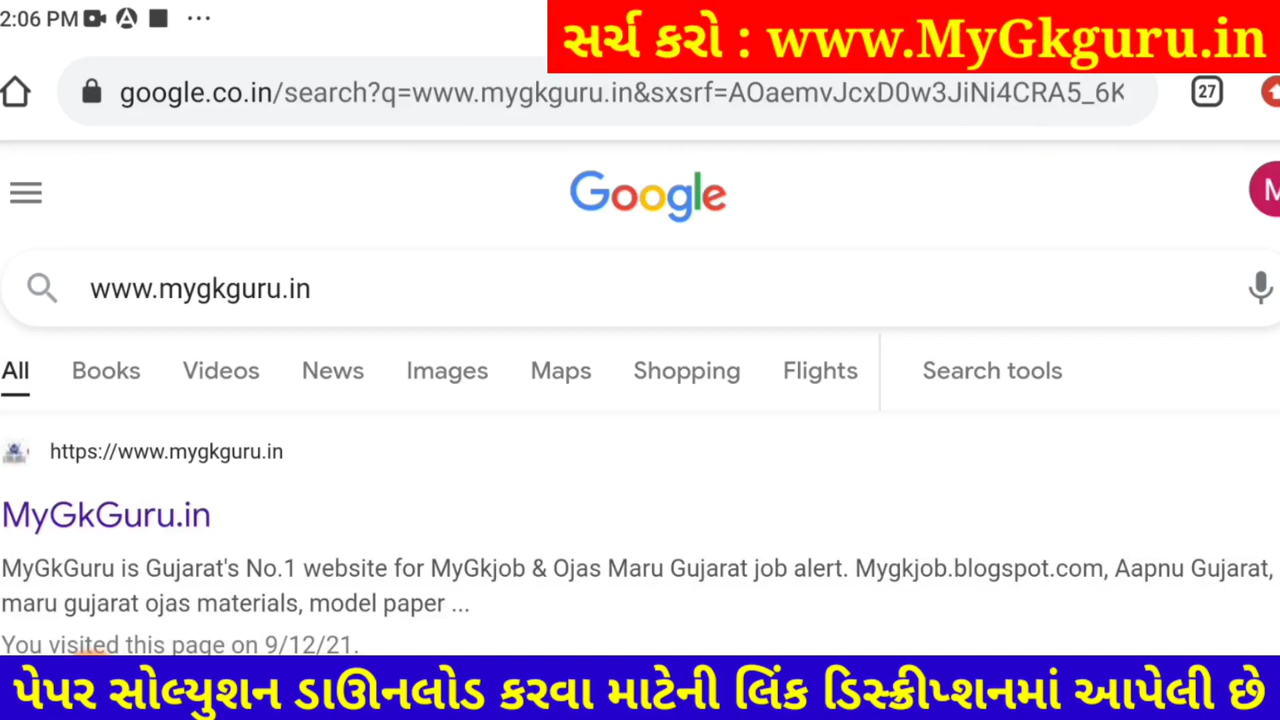 2:06 PM
સર્ચ કરો : www.MyGkguru.in
google.co.in/search?q=www.mygkguru.in&sxsrf=AOaemvJcxD0w3JiNi4CRA5_6K
27
Google
M
www.mygkguru.in
All Books Videos News Images Maps Shopping Flights Search tools
https://www.mygkguru.in
MyGkGuru.in
MyGkGuru is Gujarat's No.1 website for MyGkjob & Ojas Maru Gujarat job alert. Mygkjob.blogspot.com, Aapnu Gujarat,
maru gujarat ojas materials, model paper ...
You visited this page on 9/12/21.
પેપર સોલ્યુશન ડાઊનલોડ કરવા માટેની લિંક ડિસ્ક્રીપ્શનમાં આપેલી છે